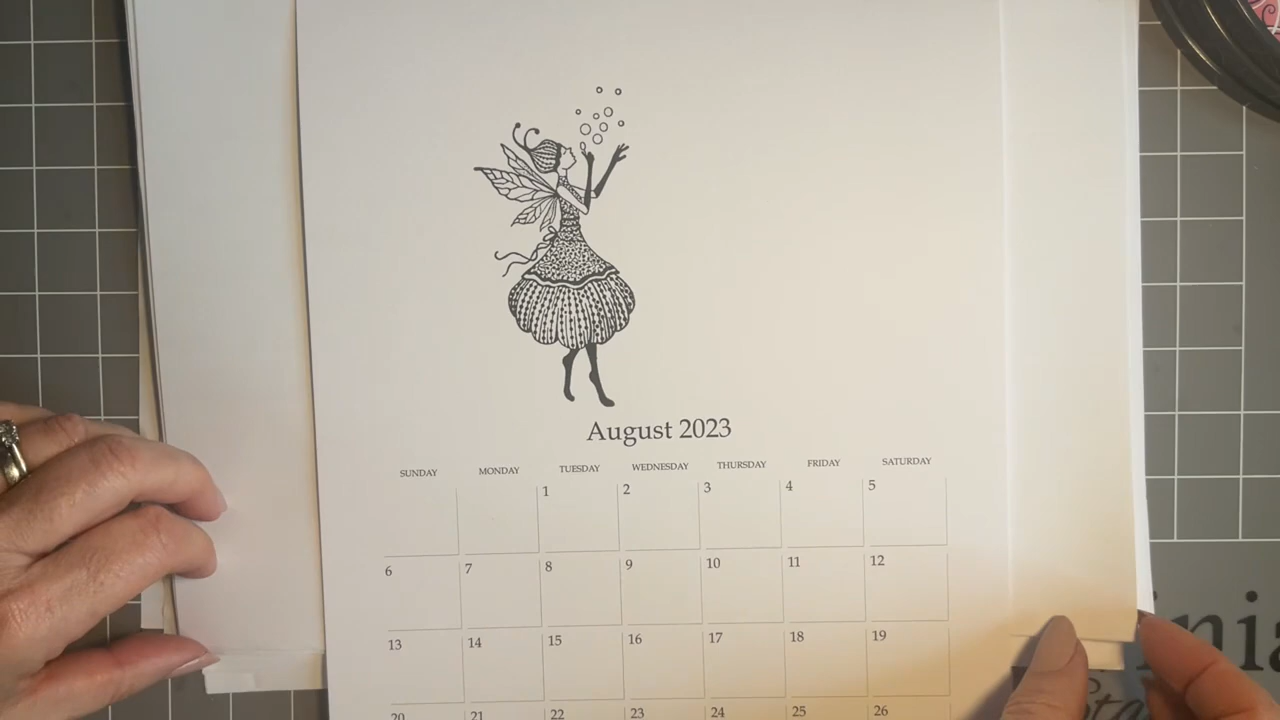 August 2023
SUNDAY MONDAY TUESDAY WEDNESDAY THURSDAY FRIDAY SATURDAY
1 2 3 4 5
6 7 8 9 10 11 12
13 14 15 16 17 18 19
20 21 22 23 24 25 26